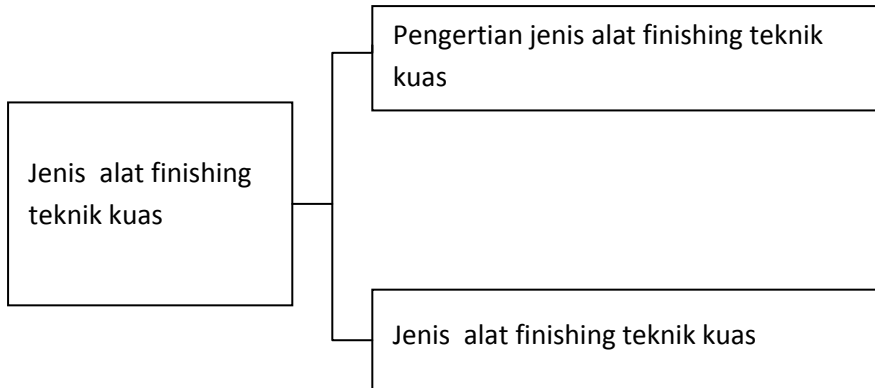 Pengertian jenis alat finishing teknik
kuas
Jenis  alat finishing
teknik kuas
Jenis  alat finishing teknik kuas